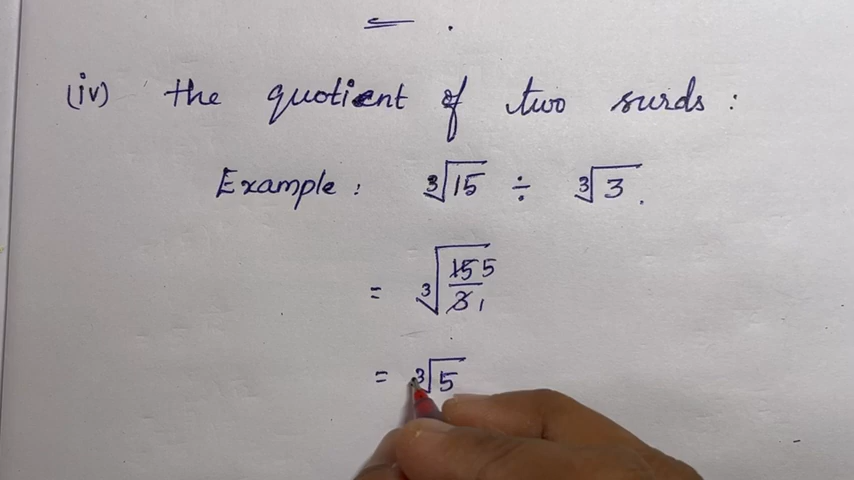 (iv) the quotient of two surds :
Example : ∛15 ÷ ∛3.
= ∛(15/3) 5 1
= ∛5